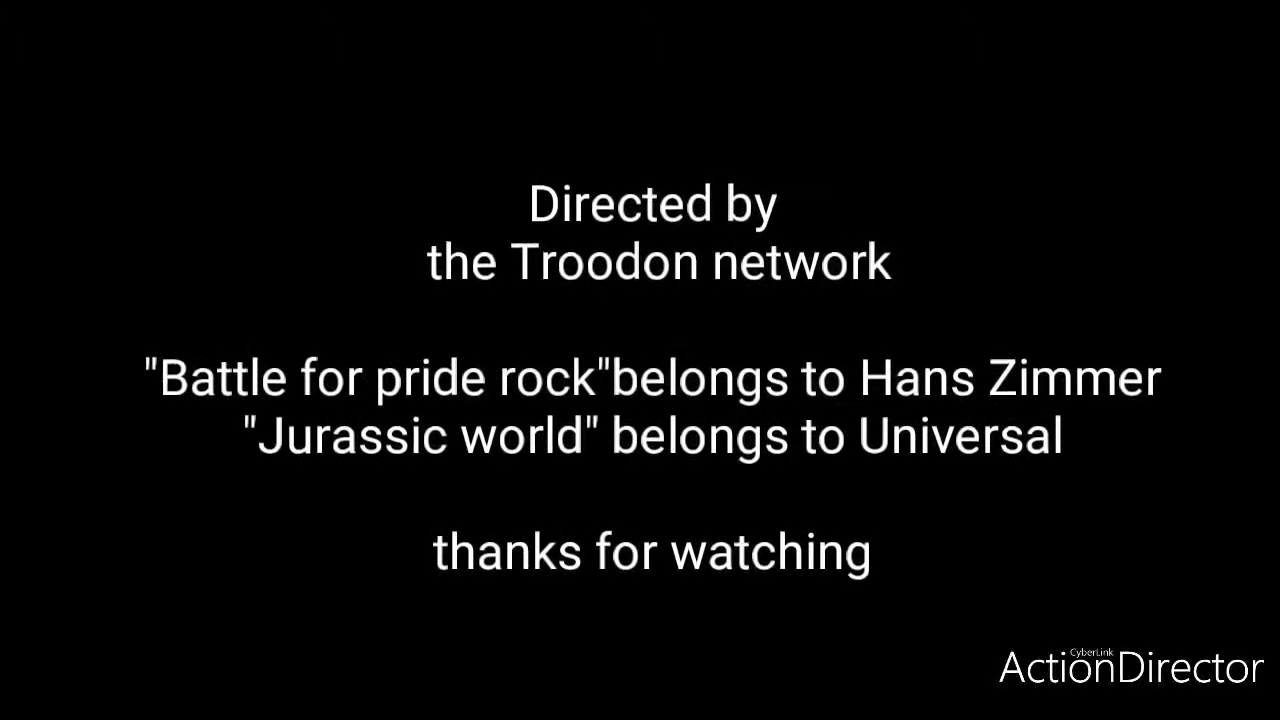 Directed by
the Troodon network
"Battle for pride rock"belongs to Hans Zimmer
"Jurassic world" belongs to Universal
thanks for watching
CyberLink
ActionDirector